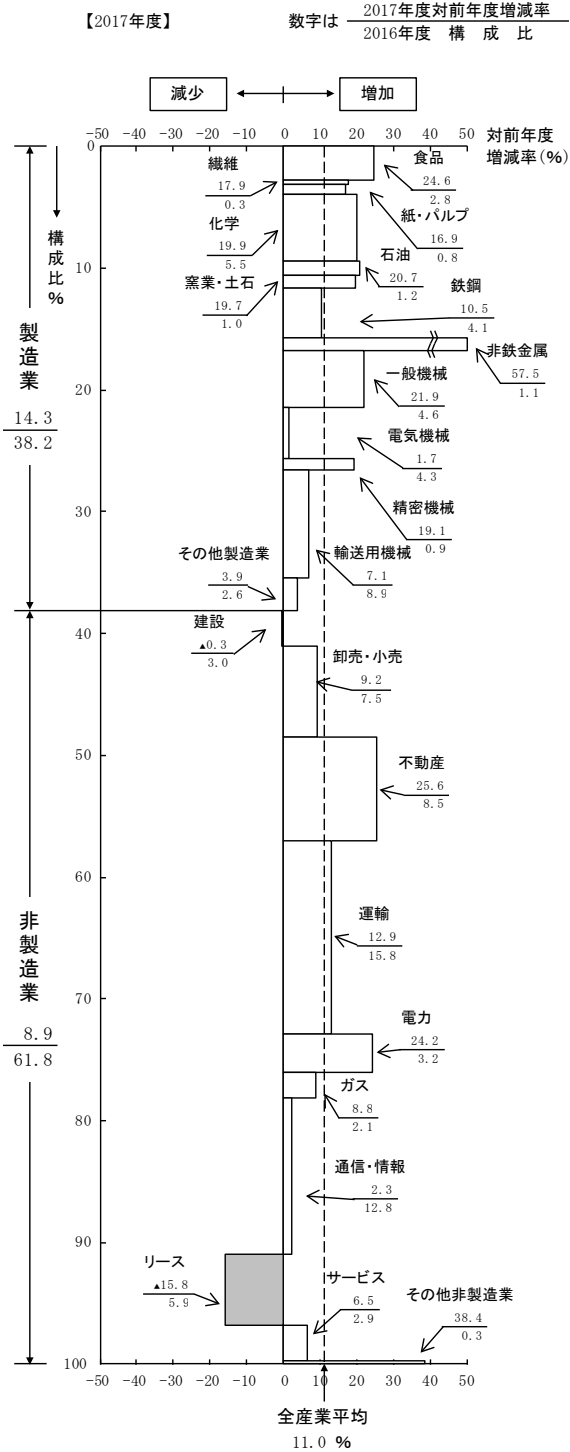 【2017年度】
数字は 2017年度対前年度増減率
2016年度 構 成 比
減少
増加
-50 -40 -30 -20 -10 0 10 20 30 40 50
対前年度
増減率(%)
0
10
20
30
40
50
60
70
80
90
100
構成比%
製造業
14.3
38.2
非製造業
8.9
61.8
食品
24.6
2.8
繊維
17.9
0.3
紙・パルプ
16.9
0.8
化学
19.9
5.5
石油
20.7
1.2
窯業・土石
19.7
1.0
鉄鋼
10.5
4.1
非鉄金属
57.5
1.1
一般機械
21.9
4.6
電気機械
1.7
4.3
精密機械
19.1
0.9
輸送用機械
7.1
8.9
その他製造業
3.9
2.6
建設
▲0.3
3.0
卸売・小売
9.2
7.5
不動産
25.6
8.5
運輸
12.9
15.8
電力
24.2
3.2
ガス
8.8
2.1
通信・情報
2.3
12.8
リース
▲15.8
5.9
サービス
6.5
2.9
その他非製造業
38.4
0.3
-50 -40 -30 -20 -10 0 10 20 30 40 50
全産業平均
11.0 %